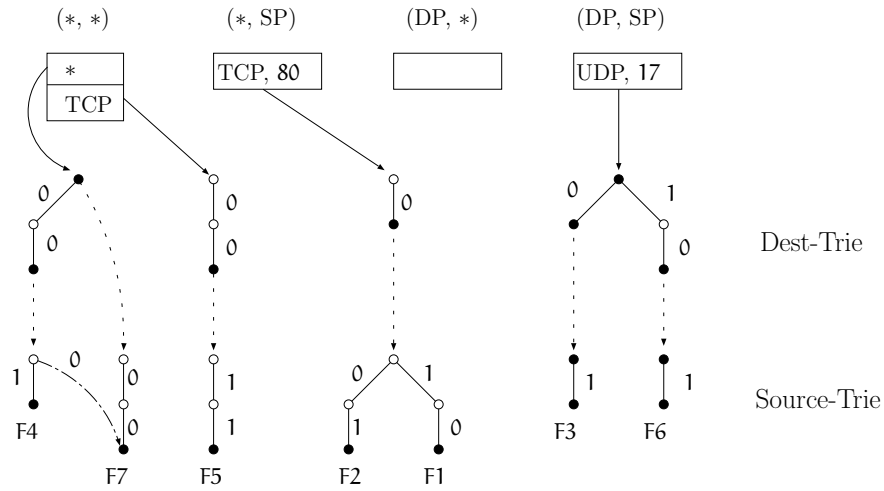 (∗, ∗) (∗, SP) (DP, ∗) (DP, SP)
∗ TCP, 80 UDP, 17
TCP
0 0 0 1
0 0 0 0
Dest-Trie
0 0 1
1 0 1 0 1 1 1
Source-Trie
F4 0 1 1 0 F3 F6
F7 F5 F2 F1